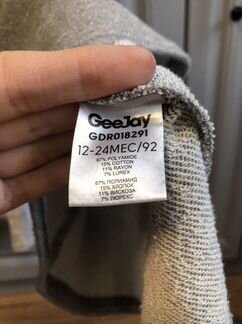 GeeJay
GDR018291
12-24МЕС/92
67% POLYAMIDE
15% COTTON
11% RAYON
7% LUREX
67% ПОЛИАМИД
15% ХЛОПОК
11% ВИСКОЗА
7% ЛЮРЕКС